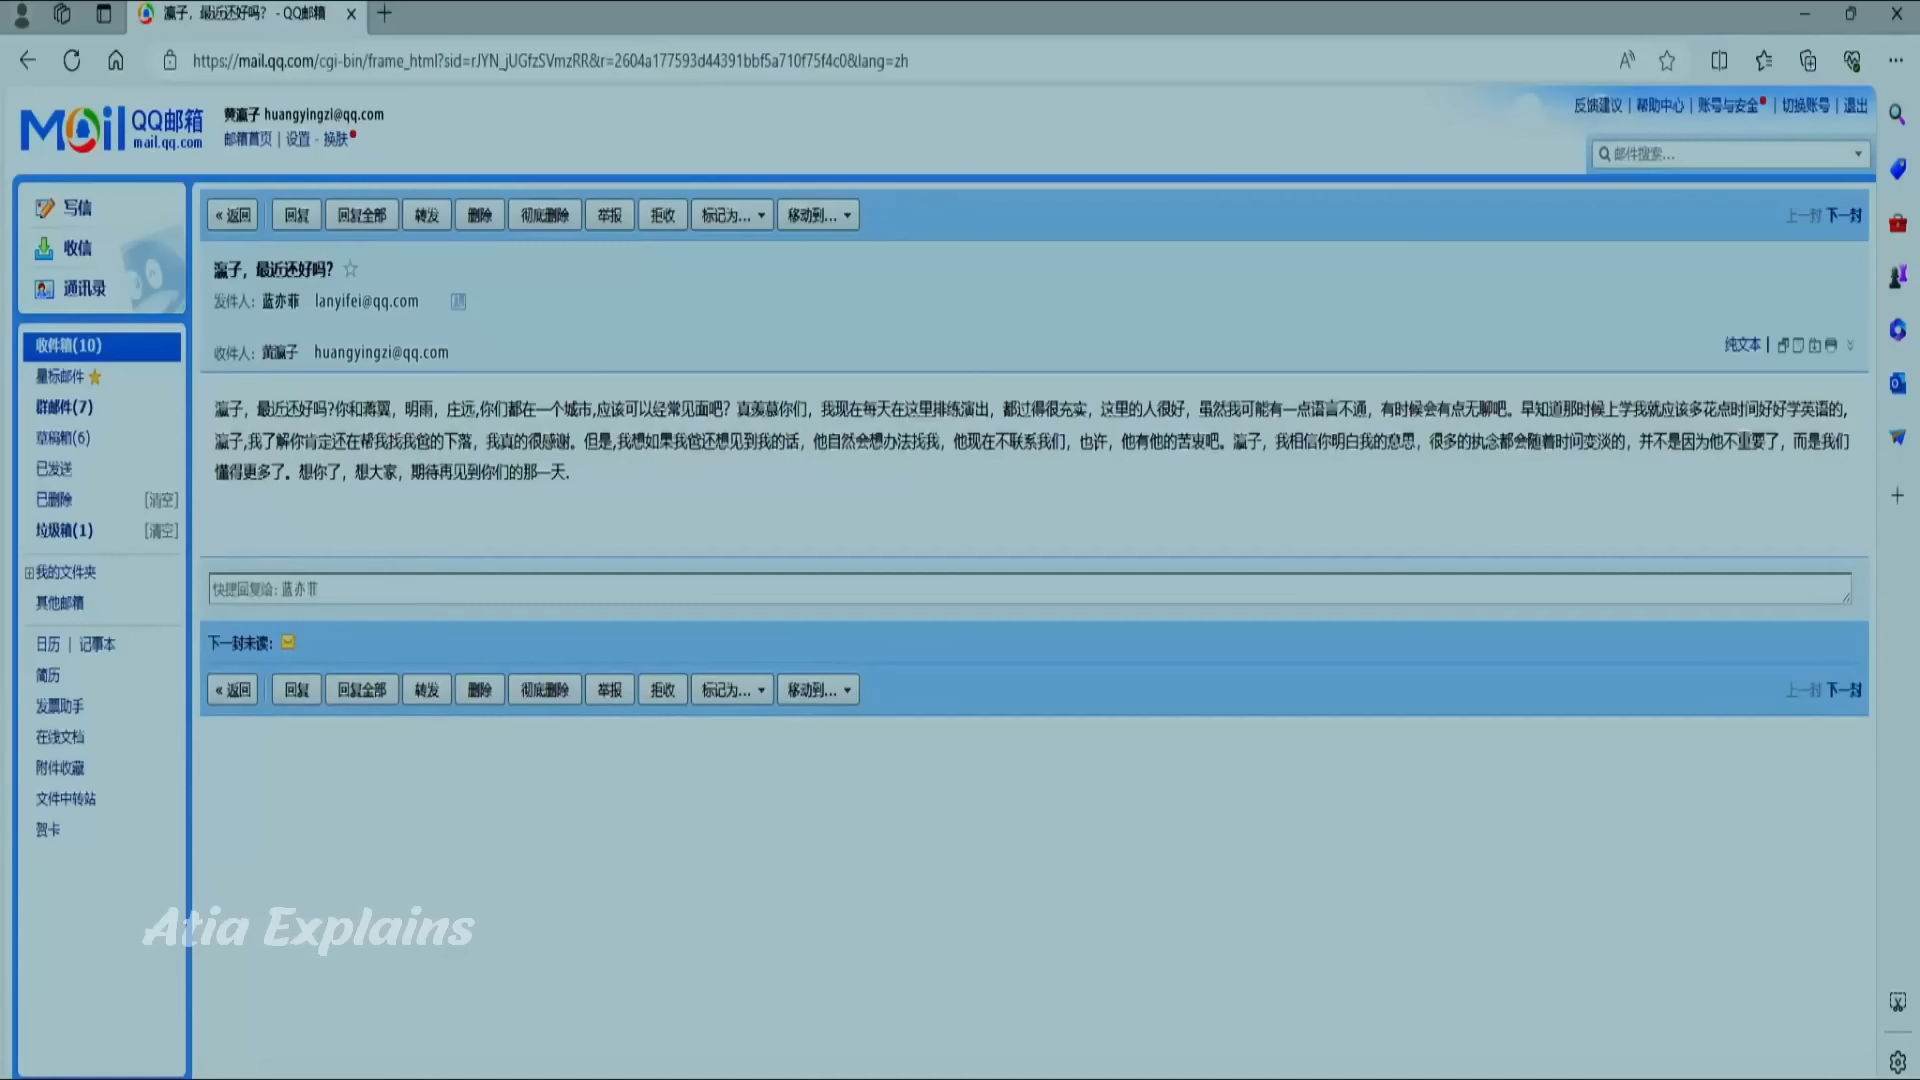 瀛子，最近还好吗？ - QQ邮箱
https://mail.qq.com/cgi-bin/frame_html?sid=rJYN_jUGfzSVmzRR&r=2604a177593d44391bbf5a710f75f4c0&lang=zh
Mail QQ邮箱 mail.qq.com
黄瀛子 huangyingzi@qq.com
邮箱首页 | 设置 - 换肤
反馈建议 | 帮助中心 | 账号与安全 | 切换账号 | 退出
邮件搜索...
写信
收信
通讯录
收件箱(10)
星标邮件
群邮件(7)
草稿箱(6)
已发送
已删除 [清空]
垃圾箱(1) [清空]
我的文件夹
其他邮箱
日历 | 记事本
简历
发票助手
在线文档
附件收藏
文件中转站
贺卡
« 返回 回复 回复全部 转发 删除 彻底删除 举报 拒收 标记为... 移动到... 上一封 下一封
瀛子，最近还好吗？
发件人: 蓝亦菲 lanyifei@qq.com
收件人: 黄瀛子 huangyingzi@qq.com
纯文本 |
瀛子，最近还好吗?你和蒋翼，明雨，庄远,你们都在一个城市,应该可以经常见面吧？真羡慕你们，我现在每天在这里排练演出，都过得很充实，这里的人很好，虽然我可能有一点语言不通，有时候会有点无聊吧。早知道那时候上学我就应该多花点时间好好学英语的，
瀛子,我了解你肯定还在帮我找我爸的下落，我真的很感谢。但是,我想如果我爸还想见到我的话，他自然会想办法找我，他现在不联系我们，也许，他有他的苦衷吧。瀛子，我相信你明白我的意思，很多的执念都会随着时间变淡的，并不是因为他不重要了，而是我们
懂得更多了。想你了，想大家，期待再见到你们的那一天.
快捷回复给: 蓝亦菲
下一封未读:
« 返回 回复 回复全部 转发 删除 彻底删除 举报 拒收 标记为... 移动到... 上一封 下一封
Atia Explains